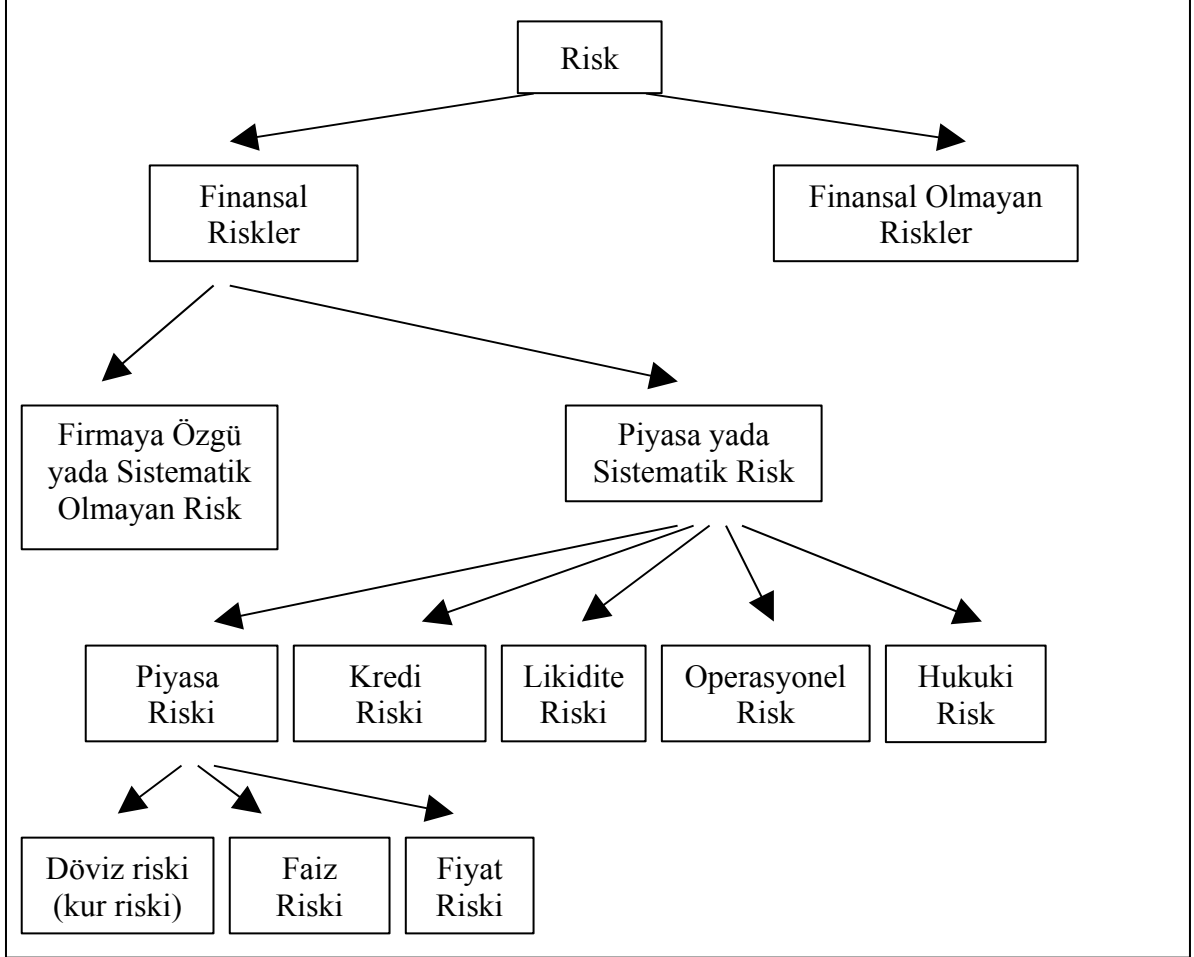 Risk
Finansal
Riskler
Finansal Olmayan
Riskler
Firmaya Özgü
yada Sistematik
Olmayan Risk
Piyasa yada
Sistematik Risk
Piyasa
Riski
Kredi
Riski
Likidite
Riski
Operasyonel
Risk
Hukuki
Risk
Döviz riski
(kur riski)
Faiz
Riski
Fiyat
Riski